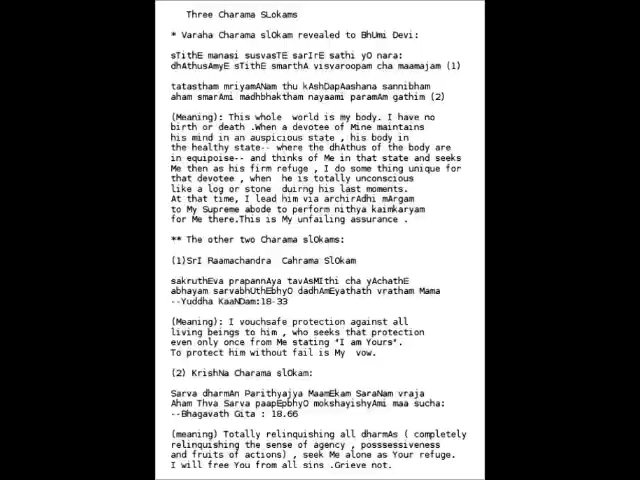 Three Charama SLokams
* Varaha Charama slOkam revealed to BhUmi Devi:
sTithE manasi susvasTE sarIrE sathi yO nara:
dhAthusAmyE sTithE smarthA visvaroopam cha maamajam (1)
tatastham mriyamANam thu kAshDapAashana sannibham
aham smarAmi madhbhaktham nayaami paramAm gathim (2)
(Meaning): This whole  world is my body. I have no
birth or death .When a devotee of Mine maintains
his mind in an auspicious state , his body in
the healthy state-- where the dhAthus of the body are
in equipoise-- and thinks of Me in that state and seeks
Me then as his firm refuge , I do some thing unique for
that devotee , when  he is totally unconscious
like a log or stone  duirng his last moments.
At that time, I lead him via archirAdhi mArgam
to My Supreme abode to perform nithya kaimkaryam
for Me there.This is My unfailing assurance .
** The other two Charama slOkams:
(1)SrI Raamachandra  Cahrama SlOkam
sakruthEva prapannAya tavAsMIthi cha yAchathE
abhayam sarvabhUthEbhyO dadhAmEyathath vratham Mama
--Yuddha KaaNDam:18-33
(Meaning): I vouchsafe protection against all
living beings to him , who seeks that protection
even only once from Me stating "I am Yours".
To protect him without fail is My  vow.
(2) KrishNa Charama slOkam:
Sarva dharmAn Parithyajya MaamEkam SaraNam vraja
Aham Thva Sarva paapEpbhyO mokshayishyAmi maa sucha:
--Bhagavath Gita : 18.66
(meaning) Totally relinquishing all dharmAs ( completely
relinquishing the sense of agency , posssessiveness
and fruits of actions) , seek Me alone as Your refuge.
I will free You from all sins .Grieve not.